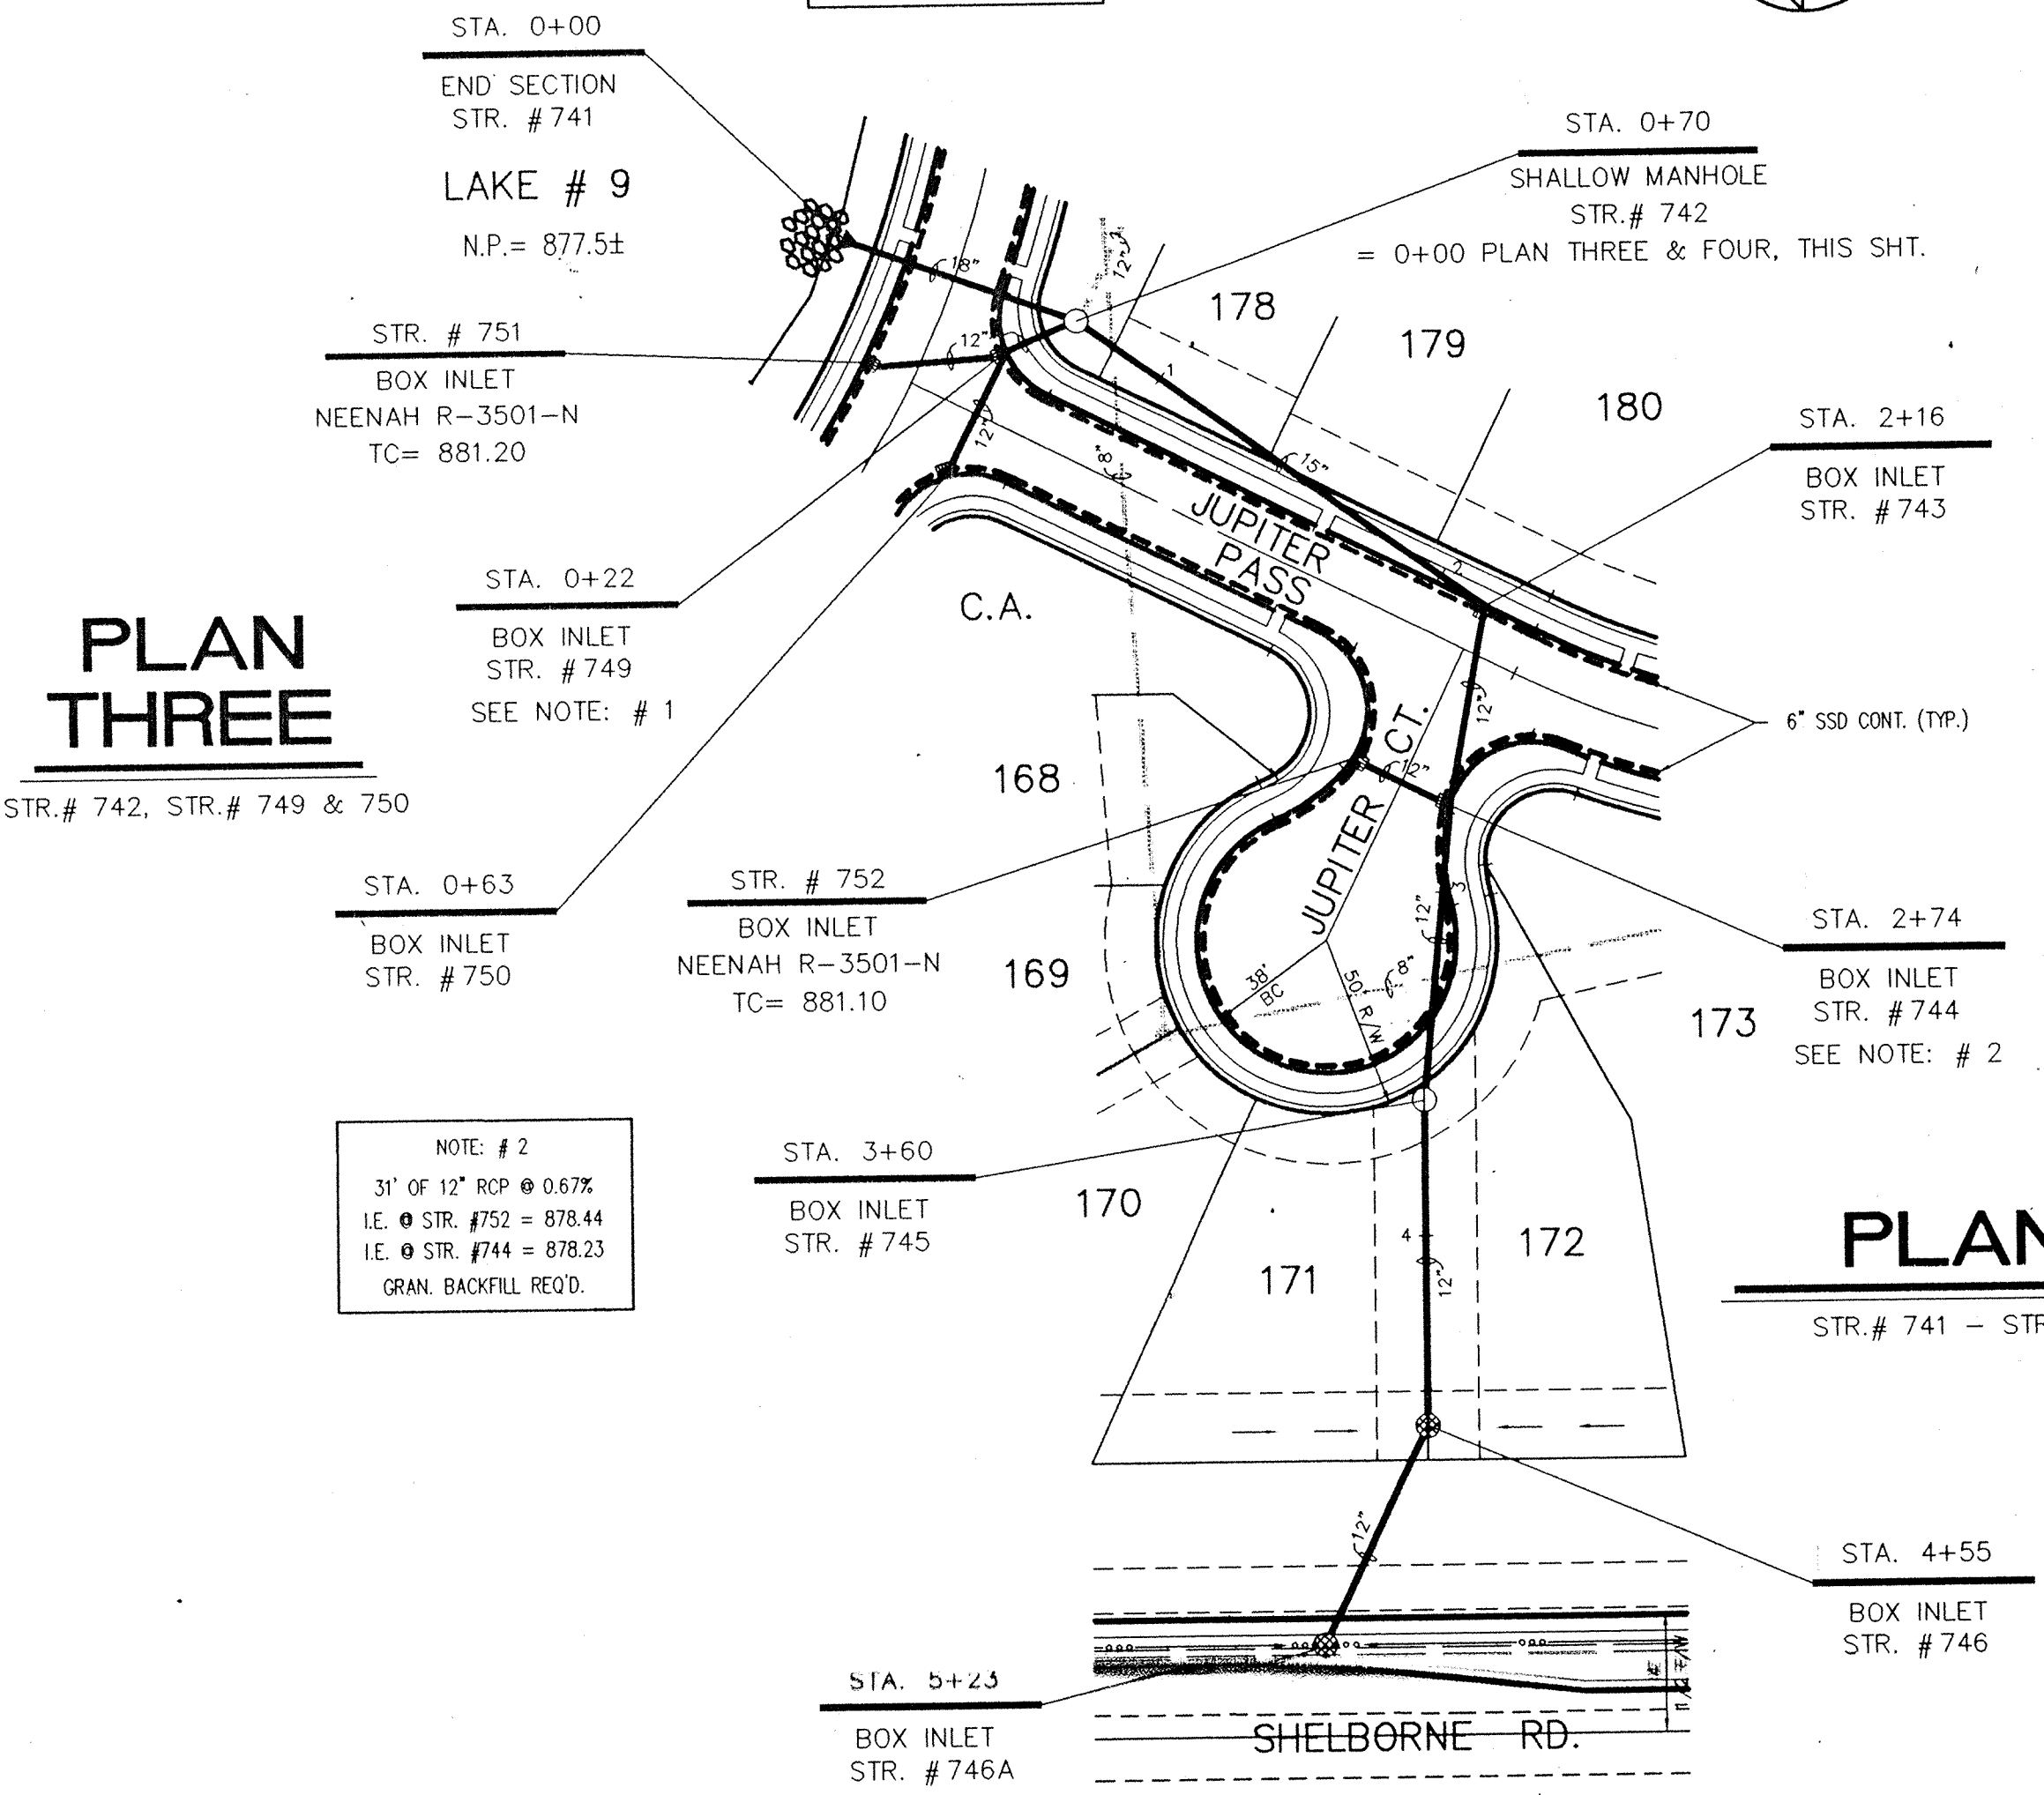 STA. 0+00
END SECTION
STR. #741
LAKE # 9
N.P.= 877.5±
STA. 0+70
SHALLOW MANHOLE
STR.# 742
= 0+00 PLAN THREE & FOUR, THIS SHT.
STR. # 751
BOX INLET
NEENAH R-3501-N
TC= 881.20
18"
12"
12"
12"
1
178
179
180
15"
8"
2
JUPITER
PASS
STA. 2+16
BOX INLET
STR. #743
STA. 0+22
BOX INLET
STR. #749
SEE NOTE: # 1
C.A.
PLAN
THREE
STR.# 742, STR.# 749 & 750
6" SSD CONT. (TYP.)
12"
12"
JUPITER CT.
168
STA. 0+63
BOX INLET
STR. #750
STR. # 752
BOX INLET
NEENAH R-3501-N
TC= 881.10
3
12"
169
38'
BC
50' R/W
8"
STA. 2+74
BOX INLET
STR. #744
SEE NOTE: # 2
173
NOTE: # 2
31' OF 12" RCP @ 0.67%
I.E. @ STR. #752 = 878.44
I.E. @ STR. #744 = 878.23
GRAN. BACKFILL REQ'D.
STA. 3+60
BOX INLET
STR. #745
170
171
172
4
12"
PLAN
STR.# 741 - STR
12"
STA. 4+55
BOX INLET
STR. #746
STA. 5+23
BOX INLET
STR. #746A
SHELBORNE RD.